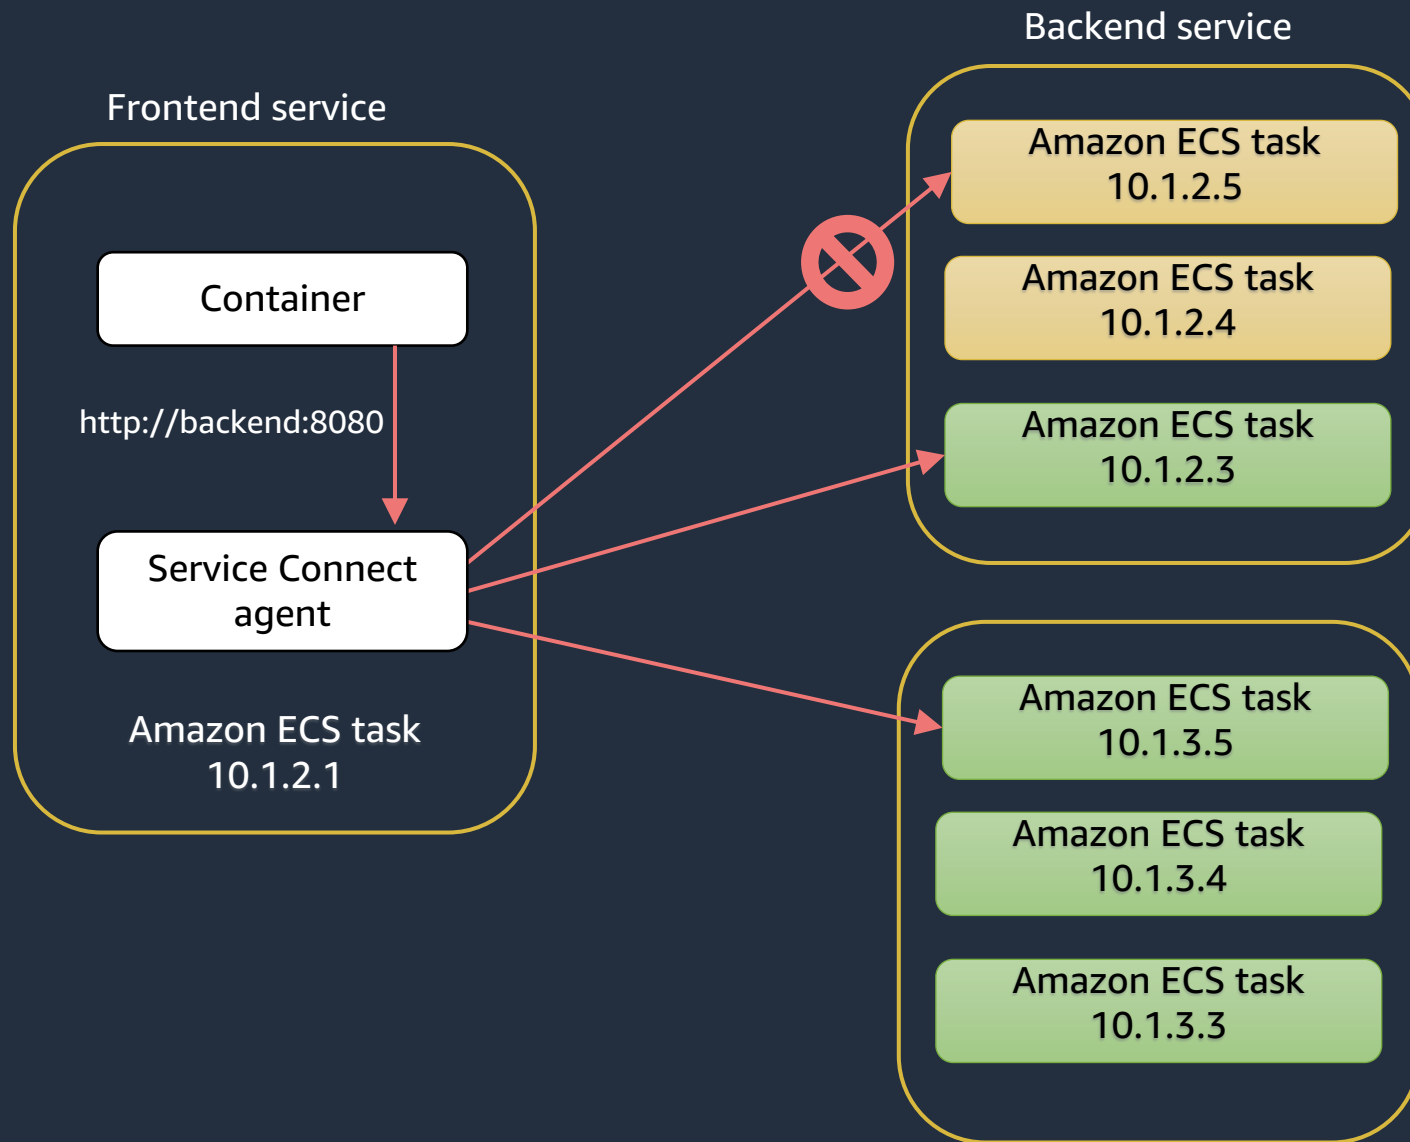 Backend service
Frontend service
Container
http://backend:8080
Service Connect
agent
Amazon ECS task
10.1.2.1
Amazon ECS task
10.1.2.5
Amazon ECS task
10.1.2.4
Amazon ECS task
10.1.2.3
Amazon ECS task
10.1.3.5
Amazon ECS task
10.1.3.4
Amazon ECS task
10.1.3.3